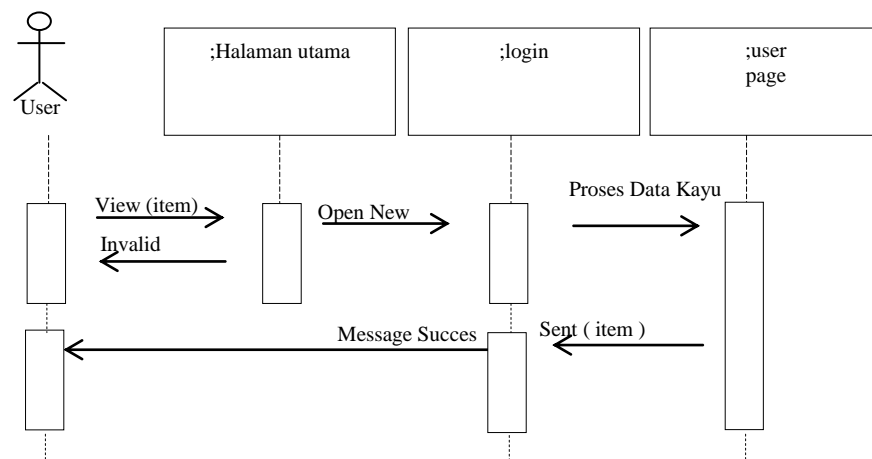 ;Halaman utama
;login
;user
page
User
View (item)
Open New
Proses Data Kayu
Invalid
Message Succes
Sent ( item )